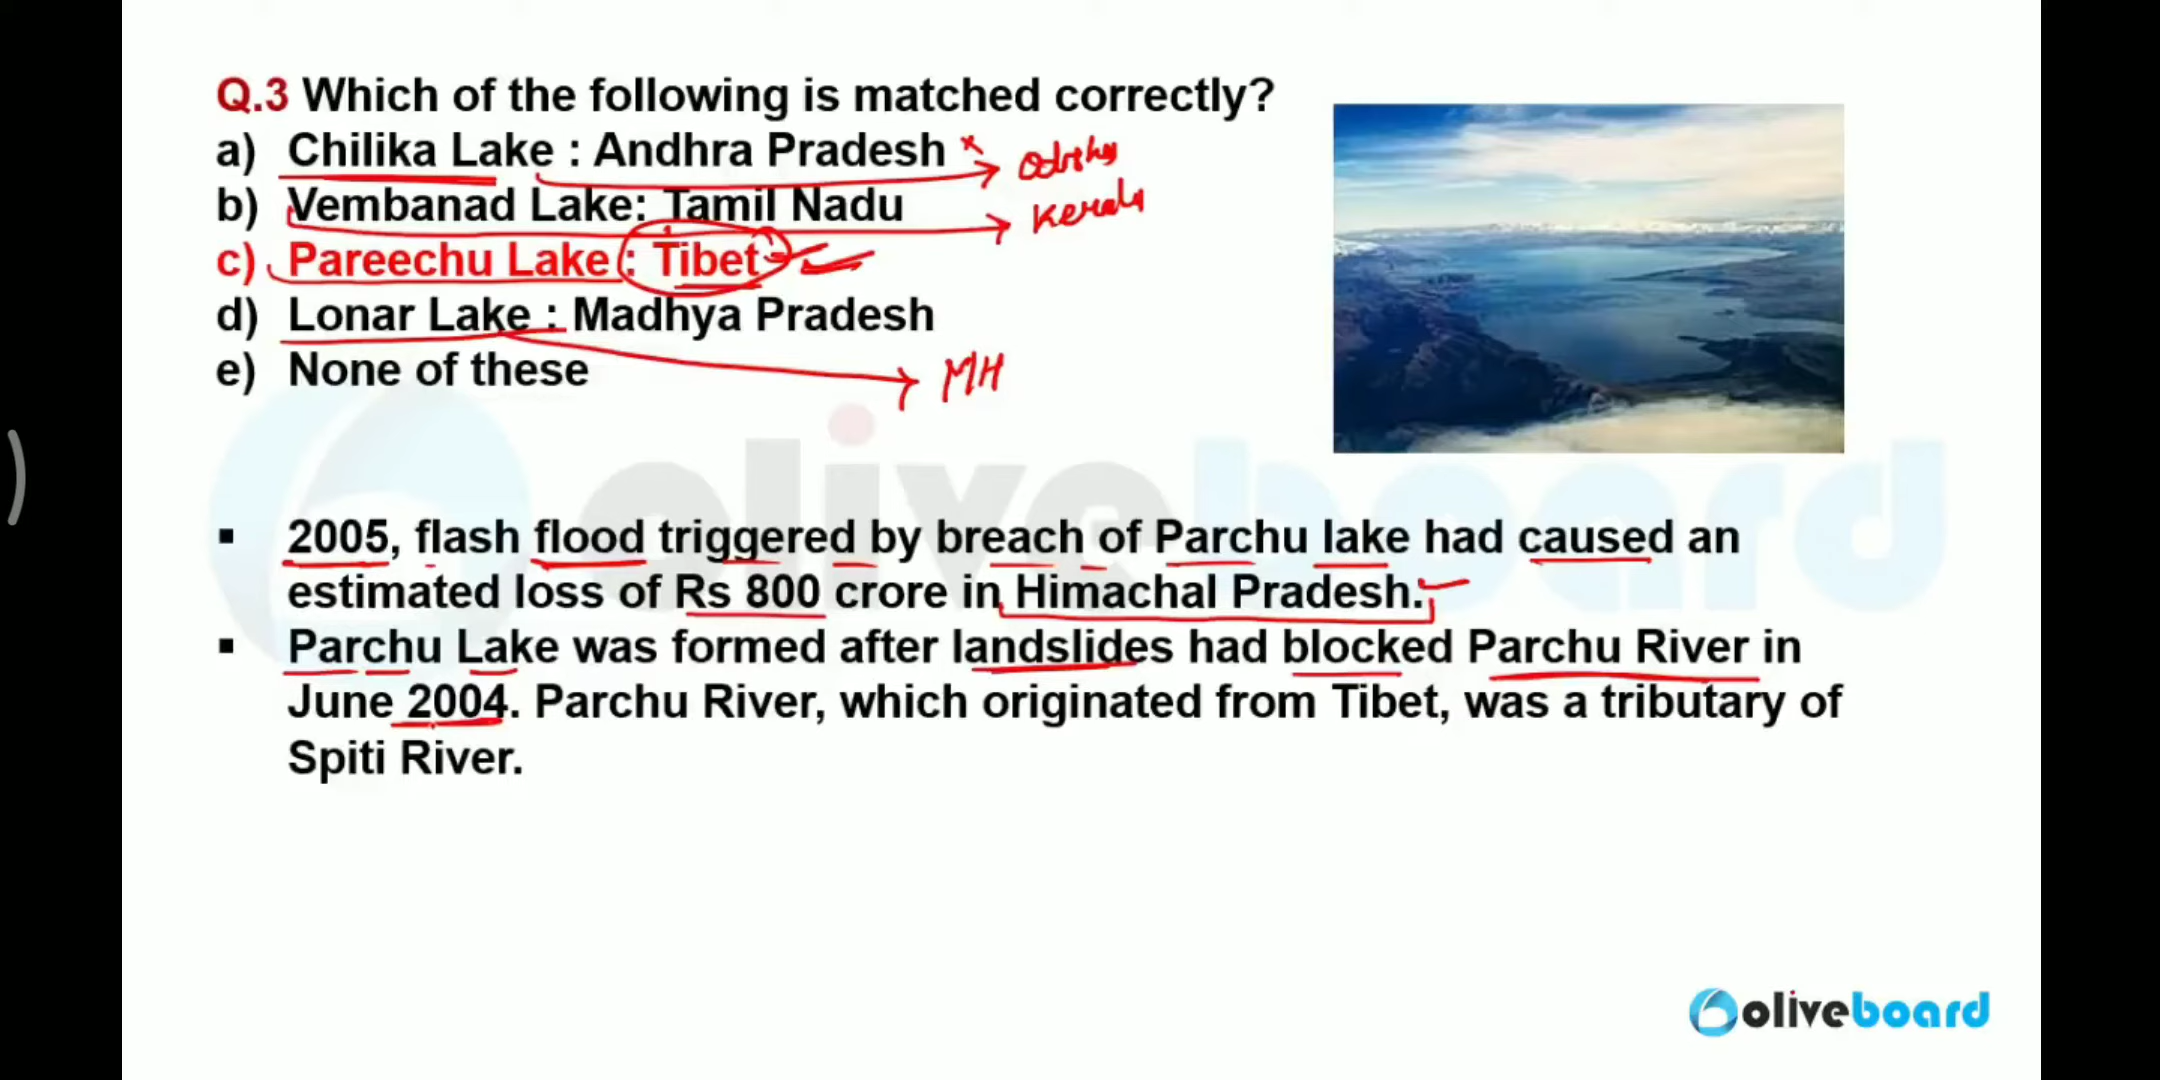 Q.3 Which of the following is matched correctly?
a) Chilika Lake : Andhra Pradesh x
b) Vembanad Lake: Tamil Nadu Kerala
c) Pareechu Lake : Tibet
d) Lonar Lake : Madhya Pradesh
e) None of these MH
oliveboard
▪ 2005, flash flood triggered by breach of Parchu lake had caused an
estimated loss of Rs 800 crore in Himachal Pradesh.
▪ Parchu Lake was formed after landslides had blocked Parchu River in
June 2004. Parchu River, which originated from Tibet, was a tributary of
Spiti River.
oliveboard